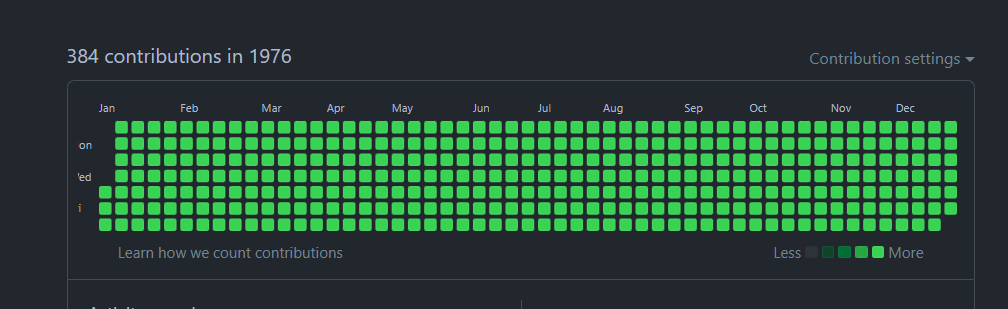 384 contributions in 1976
Contribution settings
Jan Feb Mar Apr May Jun Jul Aug Sep Oct Nov Dec
on
ed
i
Learn how we count contributions
Less More